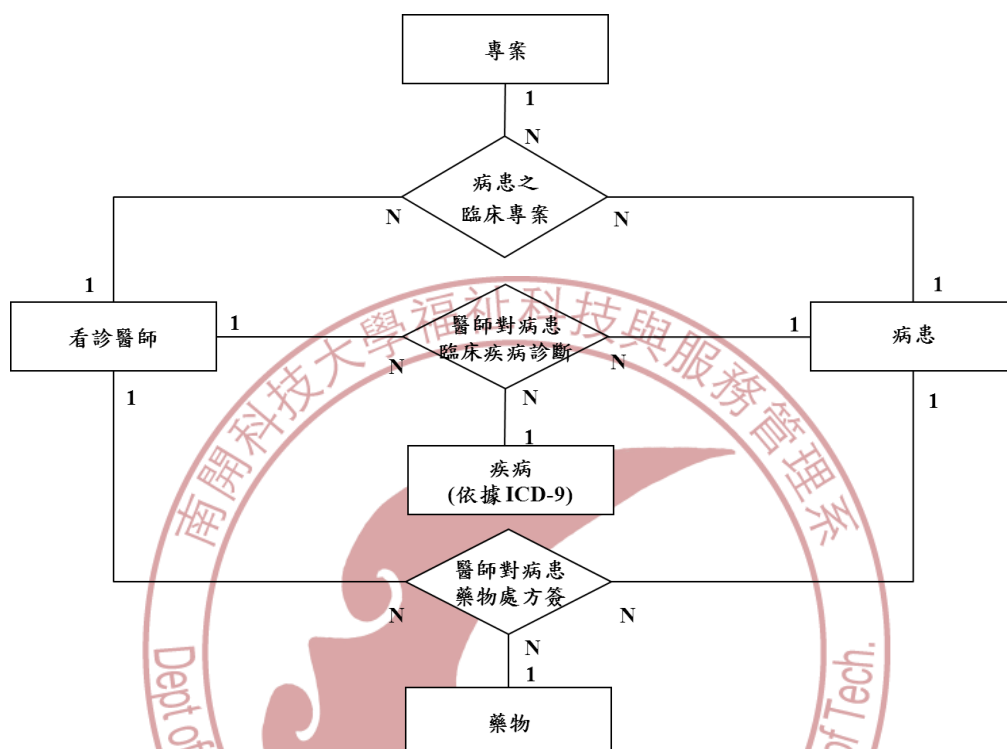 專案
1
N
病患之
臨床專案
N
N
1
1
看診醫師
1
醫師對病患
臨床疾病診斷
1
病患
N
N
1
N
1
1
疾病
(依據ICD-9)
醫師對病患
藥物處方簽
N
N
N
1
藥物
南開科技大學福祉科技與服務管理系
Dept of
of Tech.